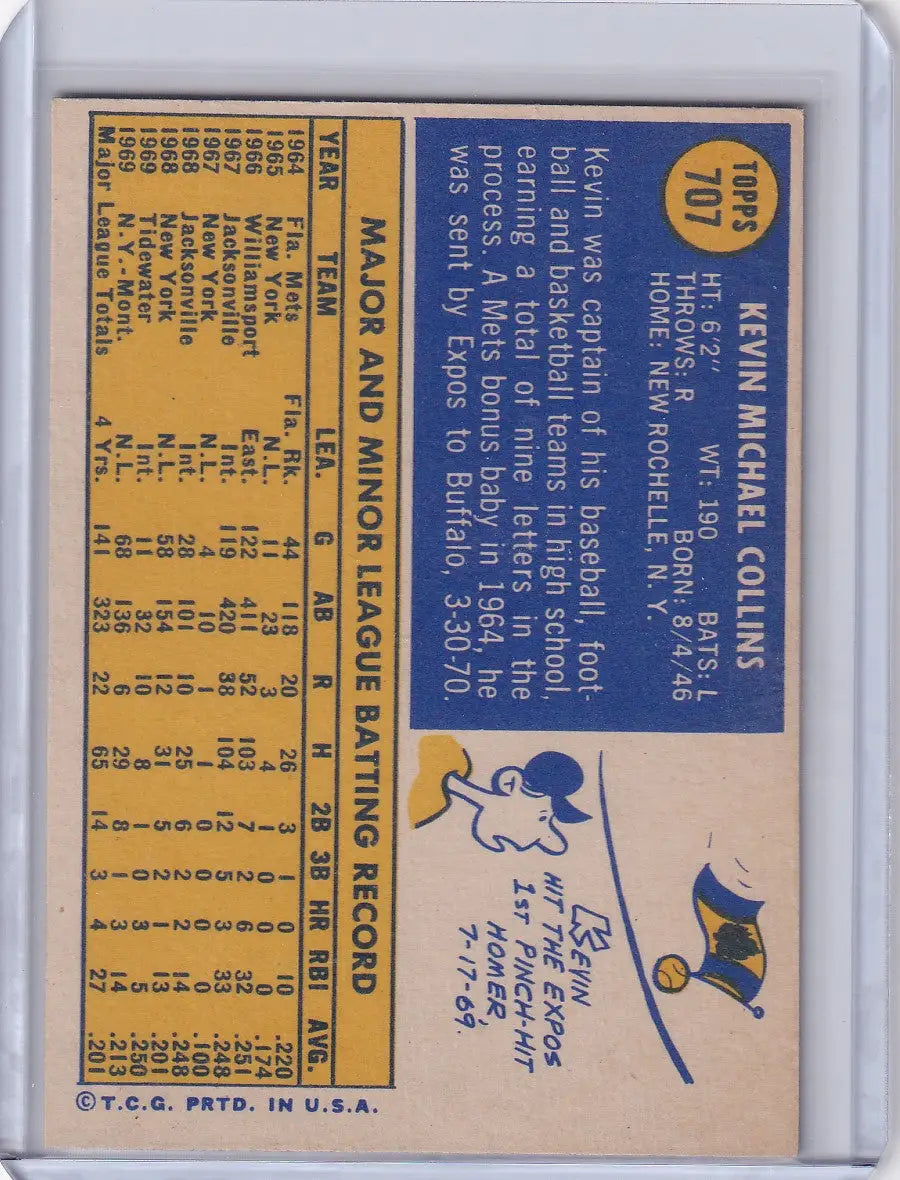 TOPPS
707
KEVIN MICHAEL COLLINS
HT: 6'2" WT: 190 BATS: L
THROWS: R BORN: 8/4/46
HOME: NEW ROCHELLE, N. Y.
Kevin was captain of his baseball, foot-
ball and basketball teams in high school,
earning a total of nine letters in the
process. A Mets bonus baby in 1964, he
was sent by Expos to Buffalo, 3-30-70.
KEVIN
HIT THE EXPOS
1ST PINCH-HIT
HOMER,
7-17-69.
MAJOR AND MINOR LEAGUE BATTING RECORD
YEAR TEAM LEA. G AB R H 2B 3B HR RBI AVG.
1964 Fla. Mets Fla. Rk. 44 118 20 26 3 1 0 10 .220
1965 New York N.L. 11 23 3 4 1 0 0 0 .174
1966 Williamsport East. 122 411 52 103 7 2 6 32 .251
1967 Jacksonville Int. 119 420 38 104 12 5 3 33 .248
1967 New York N.L. 4 10 1 1 0 0 0 0 .100
1968 Jacksonville Int. 28 101 10 25 6 2 2 14 .248
1968 New York N.L. 58 154 12 31 5 2 1 13 .201
1969 Tidewater Int. 11 32 10 8 1 0 3 5 .250
1969 N.Y.-Mont. N.L. 68 136 6 29 8 1 3 14 .213
Major League Totals 4 Yrs. 141 323 22 65 14 3 4 27 .201
© T.C.G. PRTD. IN U.S.A.